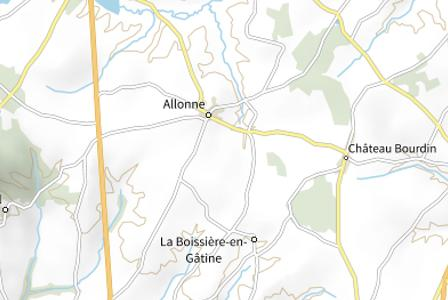 Allonne
Château Bourdin
La Boissière-en-
Gâtine